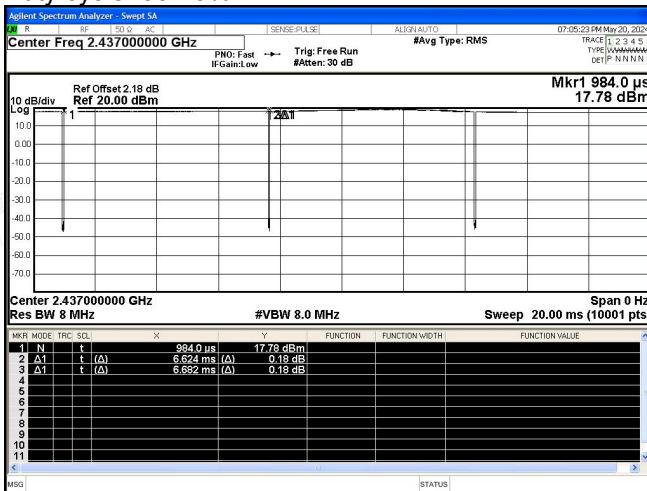 Agilent Spectrum Analyzer - Swept SA
R RF 50 Ω AC SENSE:PULSE ALIGN AUTO 07:05:23 PM May 20, 2024
Center Freq 2.437000000 GHz #Avg Type: RMS TRACE 1 2 3 4 5
PNO: Fast Trig: Free Run TYPE
IFGain:Low #Atten: 30 dB DET P N N N N
Mkr1 984.0 µs
Ref Offset 2.18 dB
10 dB/div Ref 20.00 dBm 17.78 dBm
Log
10.0
0.00
-10.0
-20.0
-30.0
-40.0
-50.0
-60.0
-70.0
1 2Δ1
Center 2.437000000 GHz Span 0 Hz
Res BW 8 MHz #VBW 8.0 MHz Sweep 20.00 ms (10001 pts
MKR MODE TRC SCL X Y FUNCTION FUNCTION WIDTH FUNCTION VALUE
1 N t 984.0 µs 17.78 dBm
2 Δ1 t (Δ) 6.624 ms (Δ) 0.18 dB
3 Δ1 t (Δ) 6.682 ms (Δ) 0.18 dB
4
5
6
7
8
9
10
11
MSG STATUS